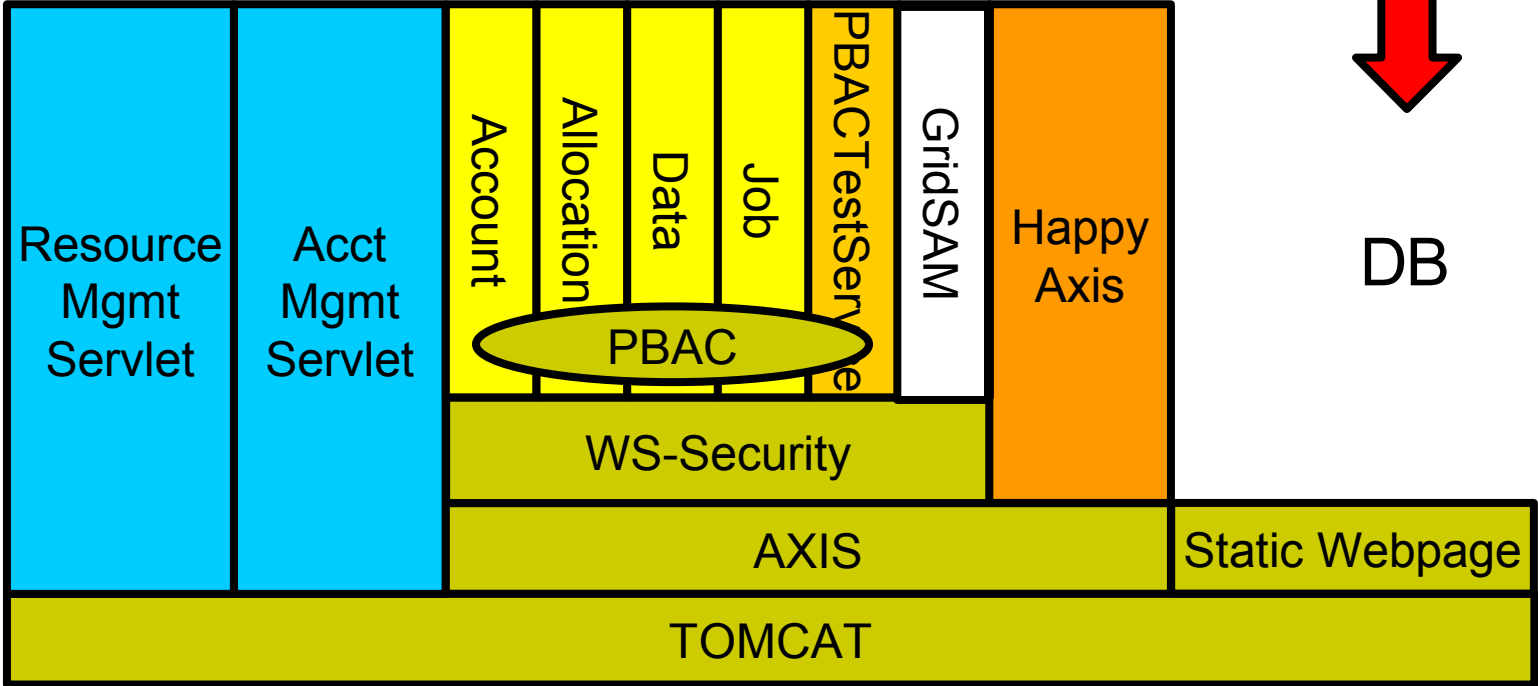 Resource
Mgmt
Servlet
Acct
Mgmt
Servlet
Account
Allocation
Data
Job
PBACTestService
GridSAM
Happy
Axis
DB
PBAC
WS-Security
AXIS
Static Webpage
TOMCAT